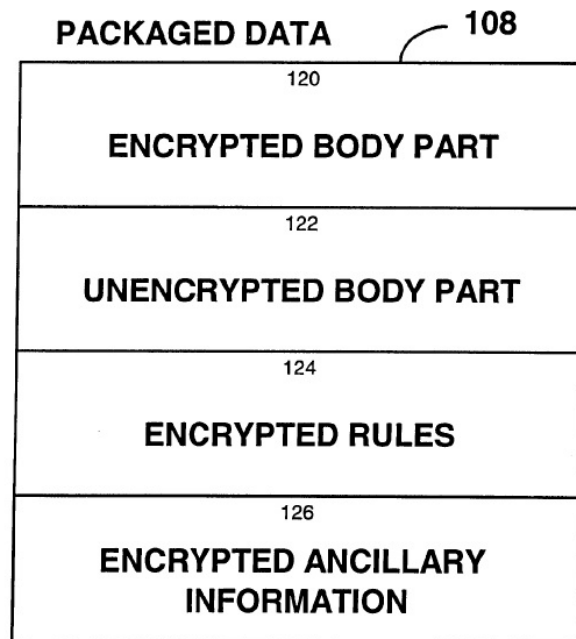 PACKAGED DATA
108
120
ENCRYPTED BODY PART
122
UNENCRYPTED BODY PART
124
ENCRYPTED RULES
126
ENCRYPTED ANCILLARY
INFORMATION